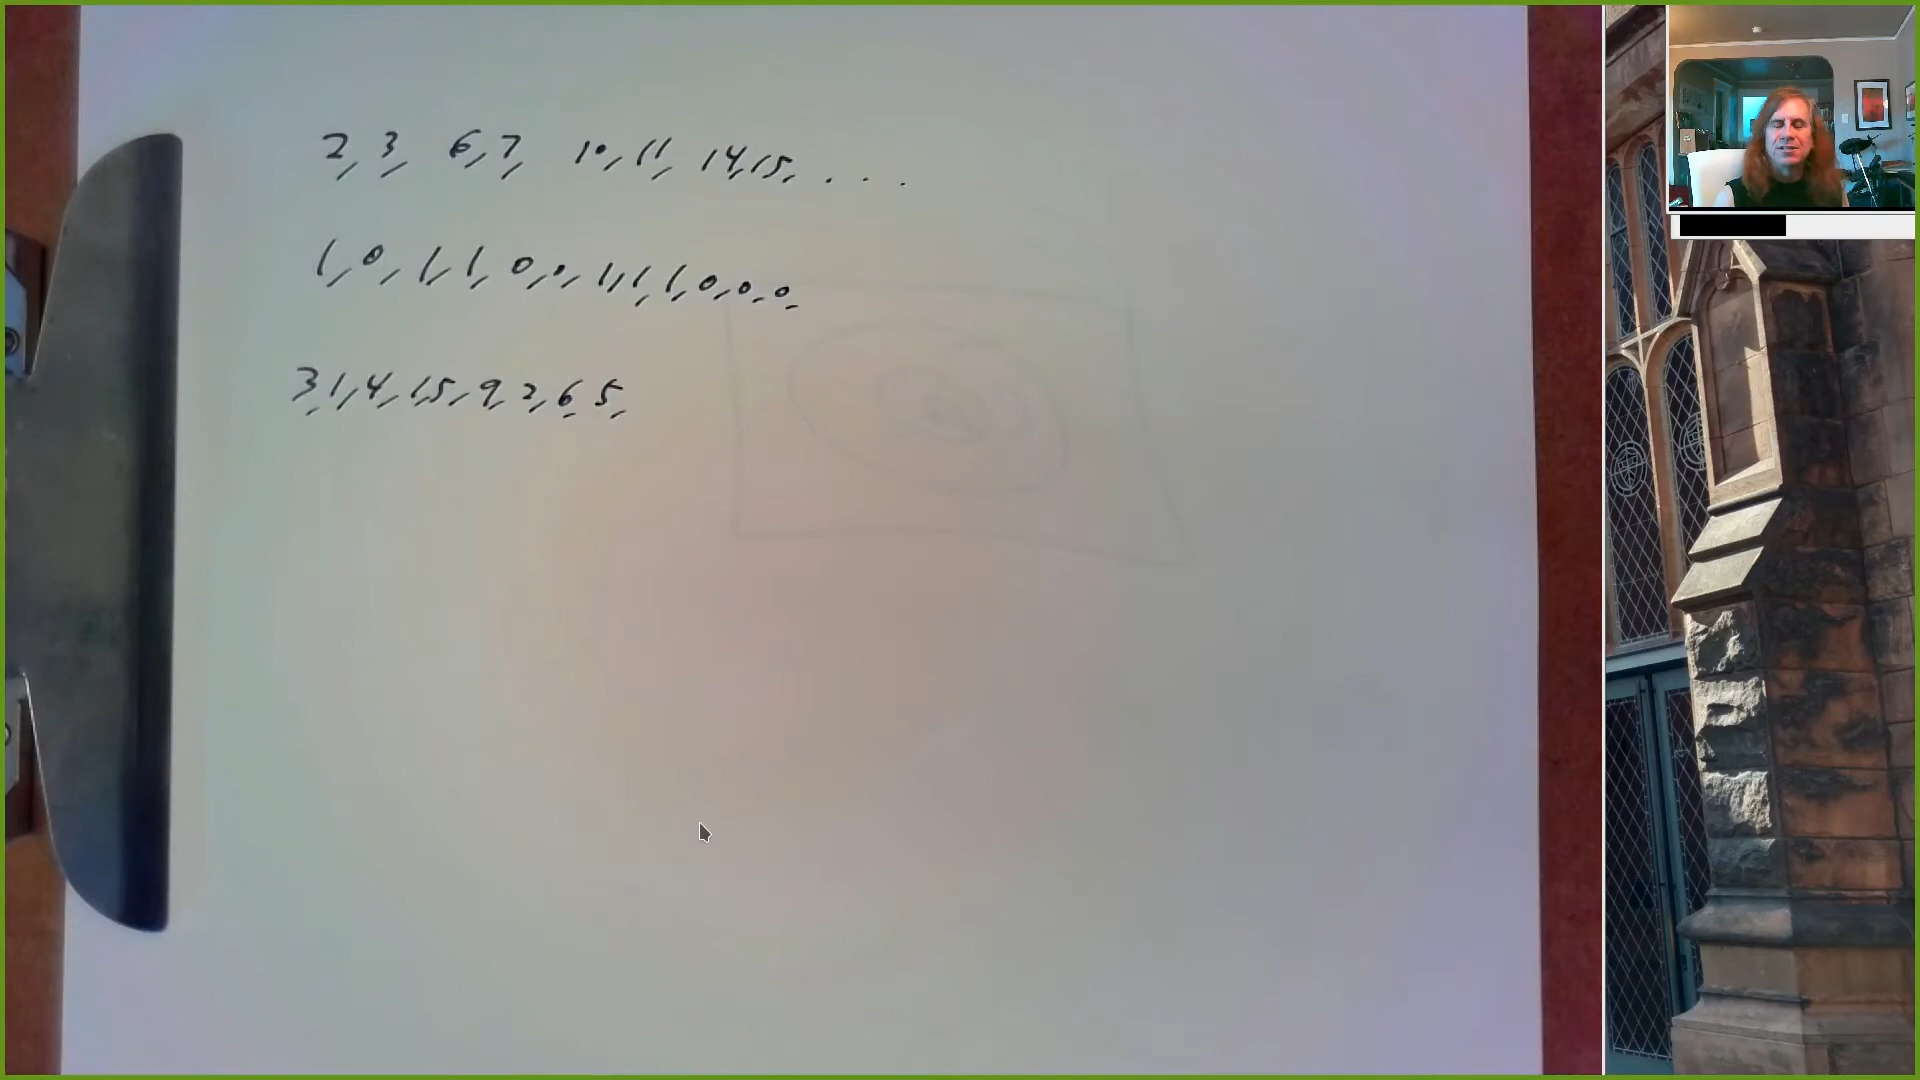 2, 3, 6, 7, 10, 11, 14, 15, . . .
1, 0, 1, 1, 0, 0, 1, 1, 1, 0, 0, 0,
3, 1, 4, 1, 5, 9, 2, 6, 5,